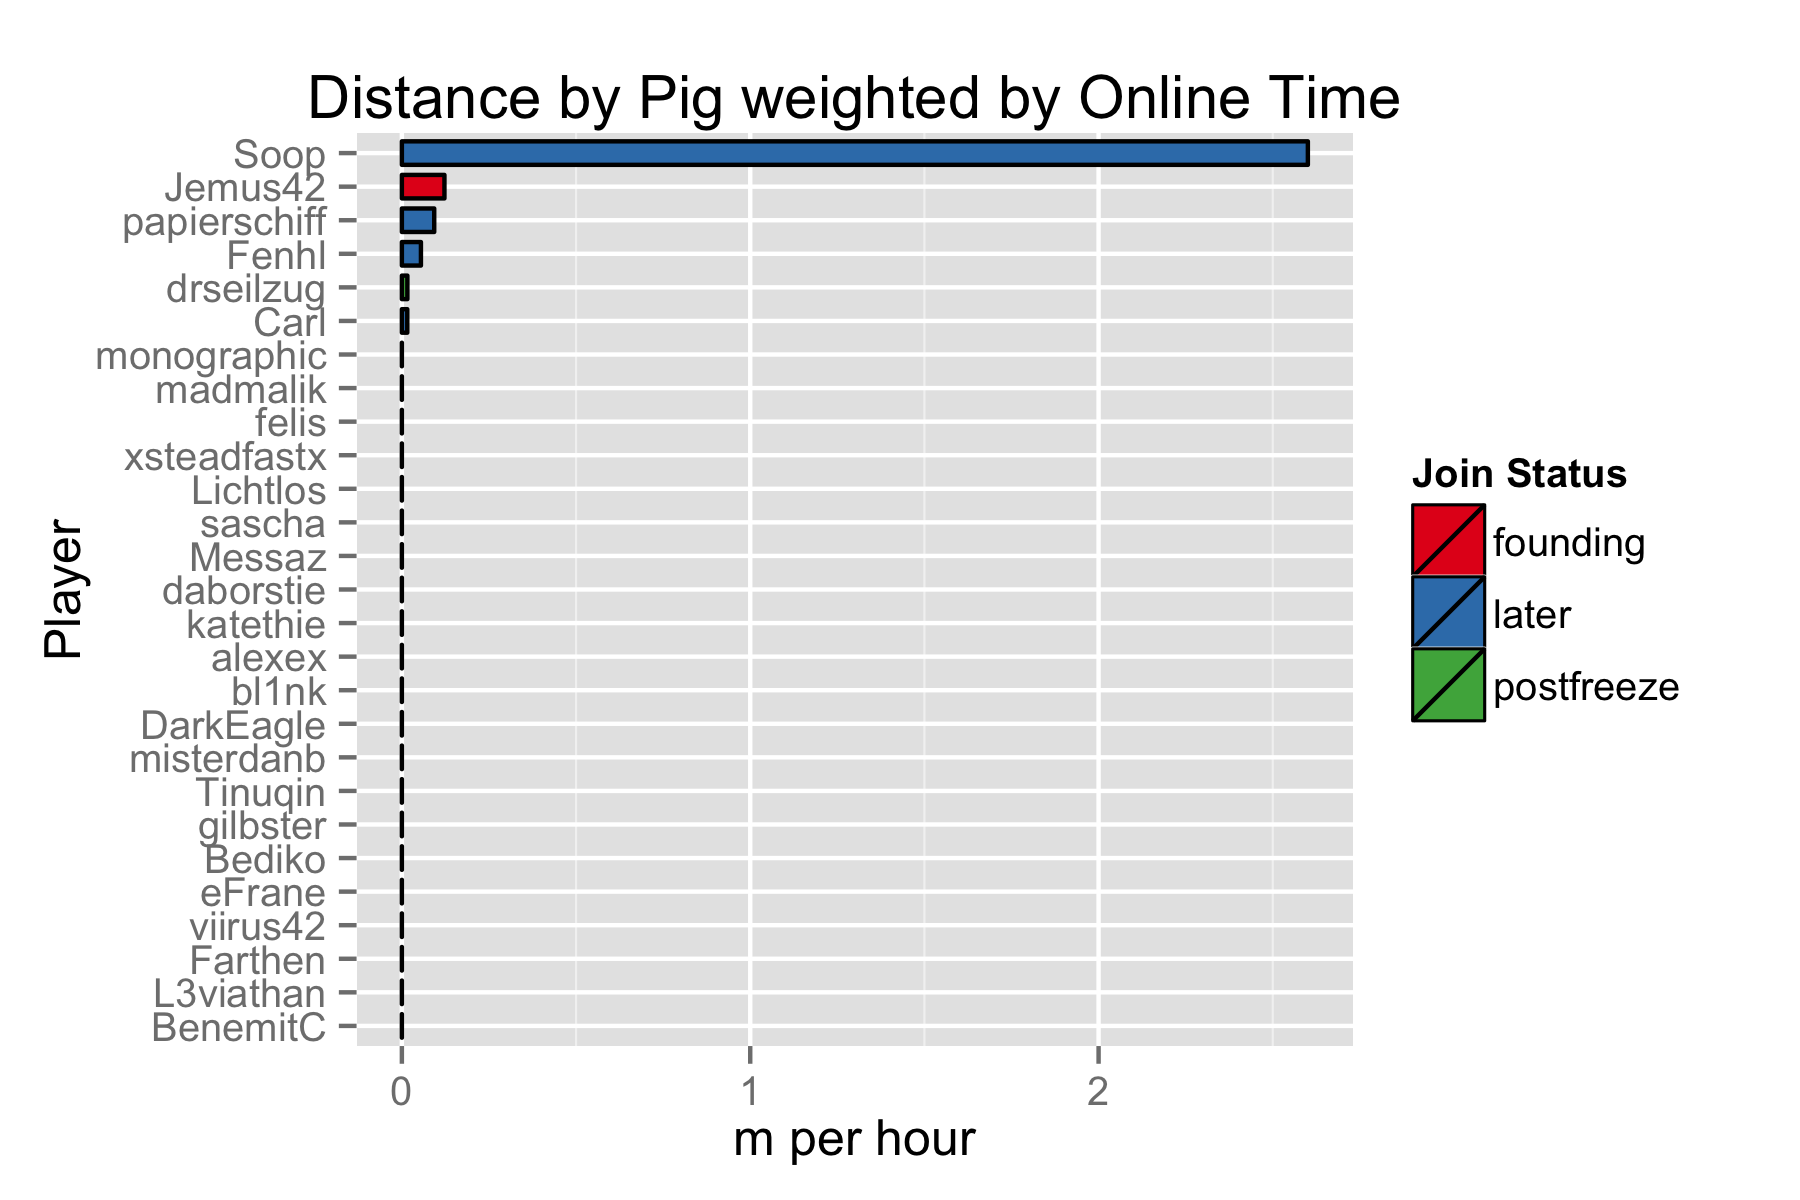 Distance by Pig weighted by Online Time
Soop
Jemus42
papierschiff
Fenhl
drseilzug
Carl
monographic
madmalik
felis
xsteadfastx
Lichtlos
sascha
Messaz
daborstie
katethie
alexex
bl1nk
DarkEagle
misterdanb
Tinuqin
gilbster
Bediko
eFrane
viirus42
Farthen
L3viathan
BenemitC
Player
0 1 2
m per hour
Join Status
founding
later
postfreeze